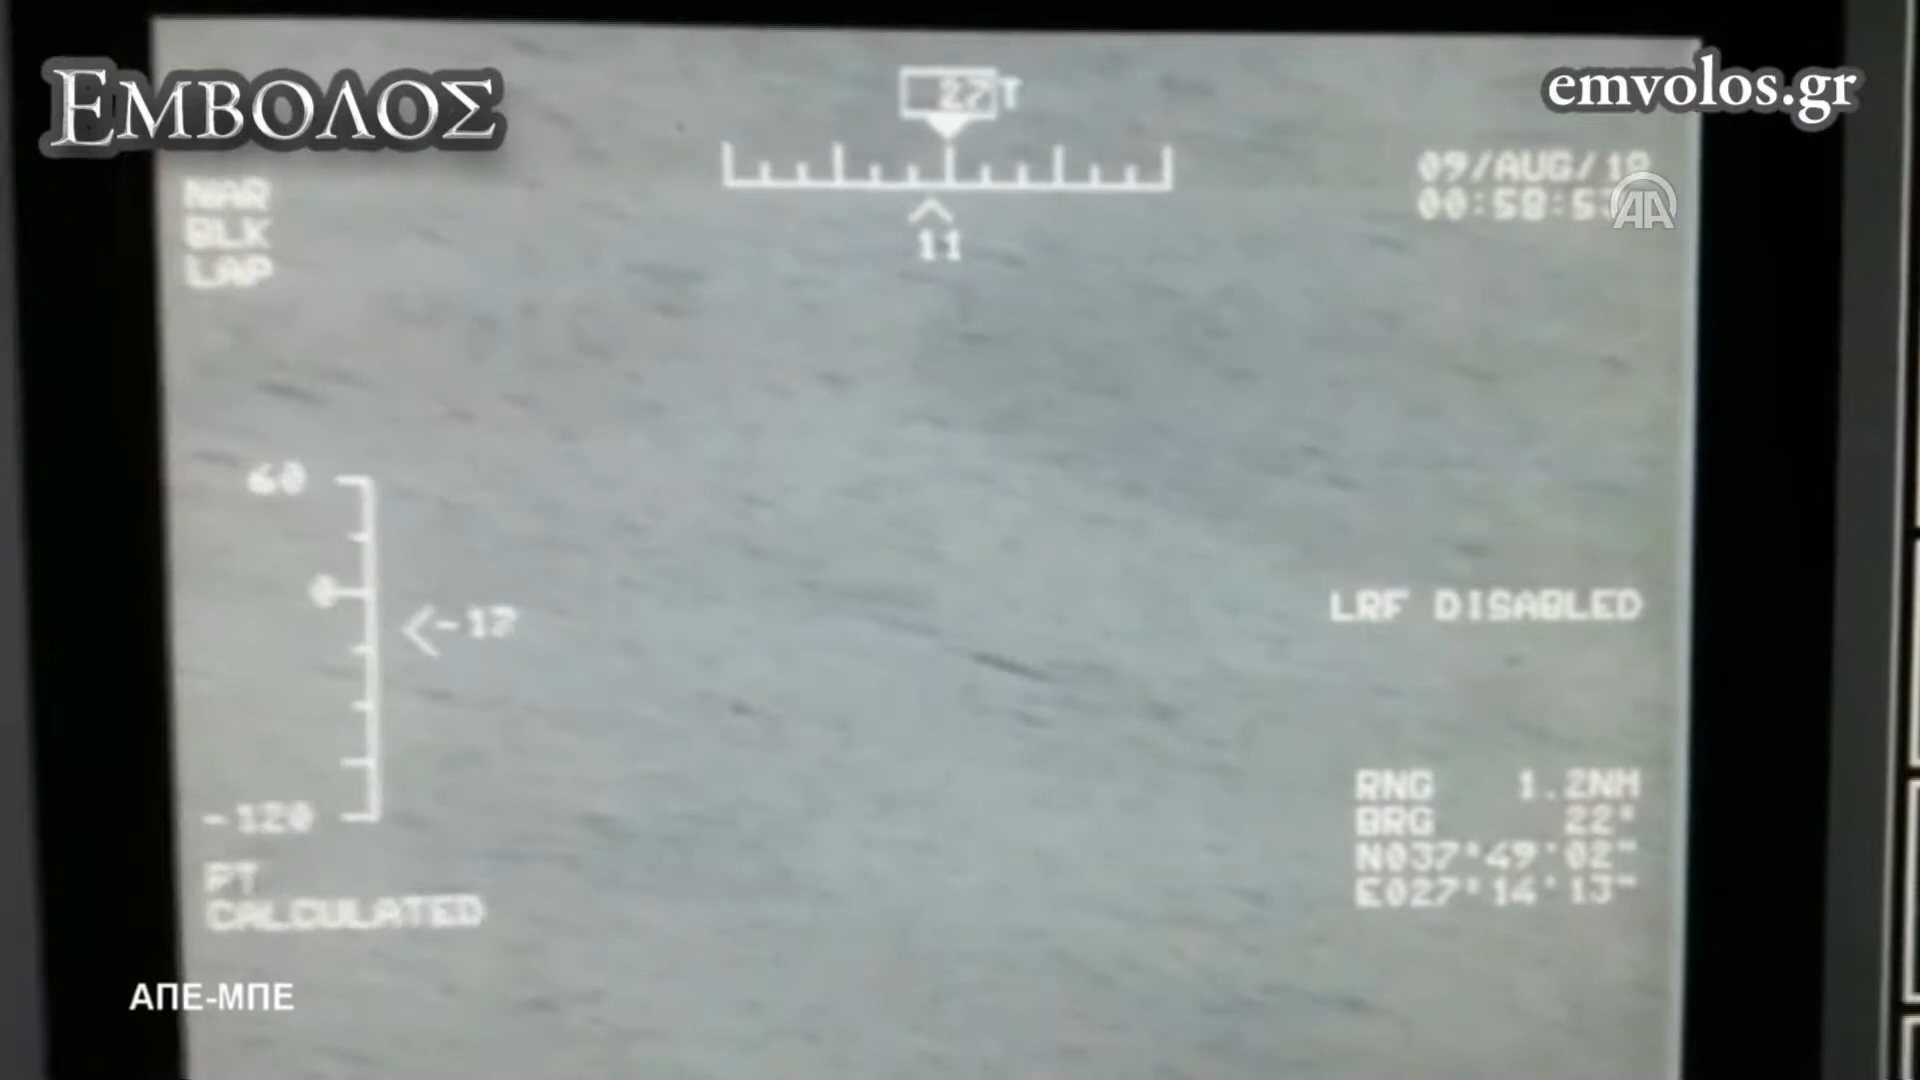 ΕΜΒΟΛΟΣ
emvolos.gr
27T
11
NAR
BLK
LAP
09/AUG/18
AA
60
-17
-120
LRF DISABLED
RNG 1.2NM
BRG 22°
N037°49'02"
E027°14'13"
PT
CALCULATED
ΑΠΕ-ΜΠΕ